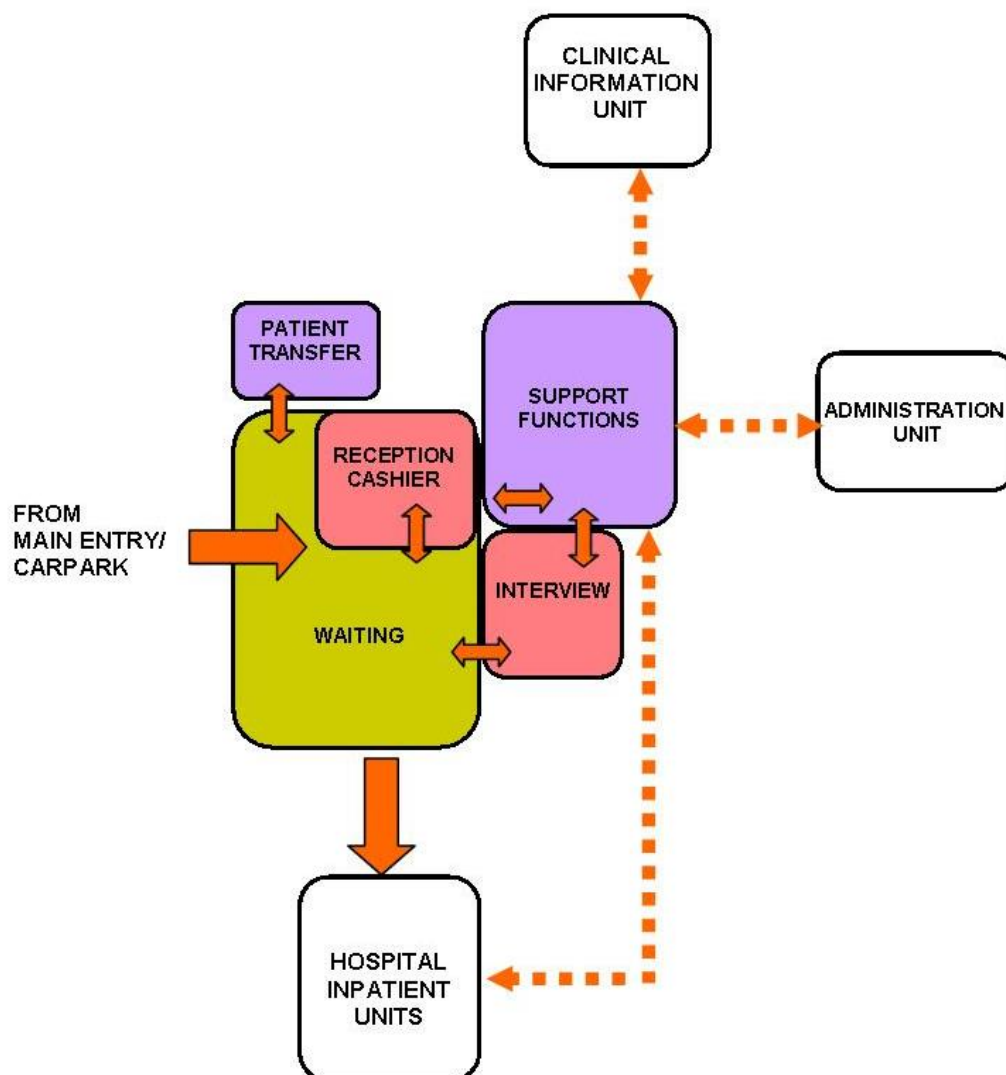 CLINICAL
INFORMATION
UNIT
PATIENT
TRANSFER
SUPPORT
FUNCTIONS
ADMINISTRATION
UNIT
RECEPTION
CASHIER
FROM
MAIN ENTRY/
CARPARK
INTERVIEW
WAITING
HOSPITAL
INPATIENT
UNITS